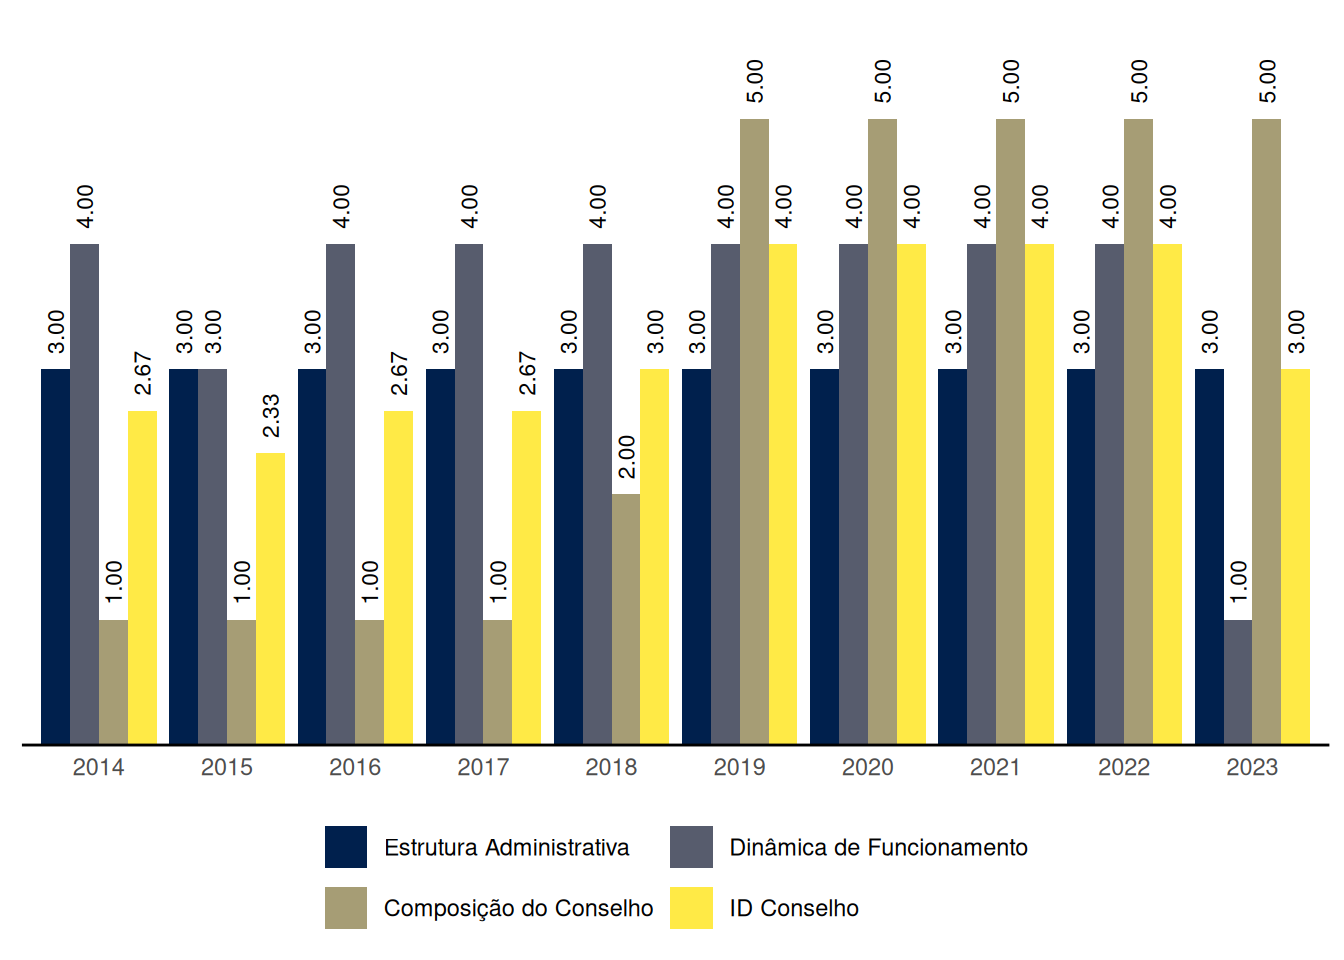 3.00 4.00 1.00 2.67
3.00 3.00 1.00 2.33
3.00 4.00 1.00 2.67
3.00 4.00 1.00 2.67
3.00 4.00 2.00 3.00
3.00 4.00 5.00 4.00
3.00 4.00 5.00 4.00
3.00 4.00 5.00 4.00
3.00 4.00 5.00 4.00
3.00 1.00 5.00 3.00
2014 2015 2016 2017 2018 2019 2020 2021 2022 2023
Estrutura Administrativa Dinâmica de Funcionamento
Composição do Conselho ID Conselho